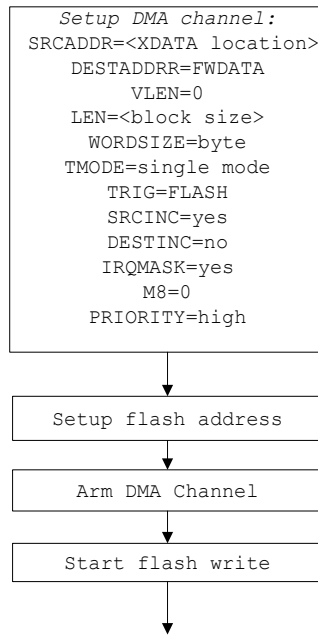 Setup DMA channel:
SRCADDR=<XDATA location>
DESTADDRR=FWDATA
VLEN=0
LEN=<block size>
WORDSIZE=byte
TMODE=single mode
TRIG=FLASH
SRCINC=yes
DESTINC=no
IRQMASK=yes
M8=0
PRIORITY=high
Setup flash address
Arm DMA Channel
Start flash write